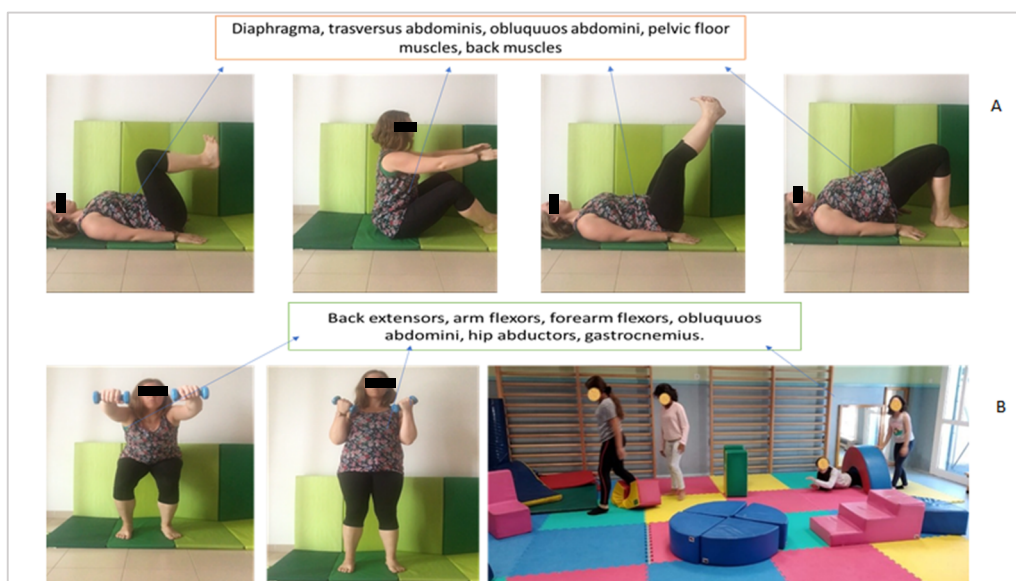 Diaphragma, trasversus abdominis, obluquuos abdomini, pelvic floor
muscles, back muscles
A
Back extensors, arm flexors, forearm flexors, obluquuos
abdomini, hip abductors, gastrocnemius.
B